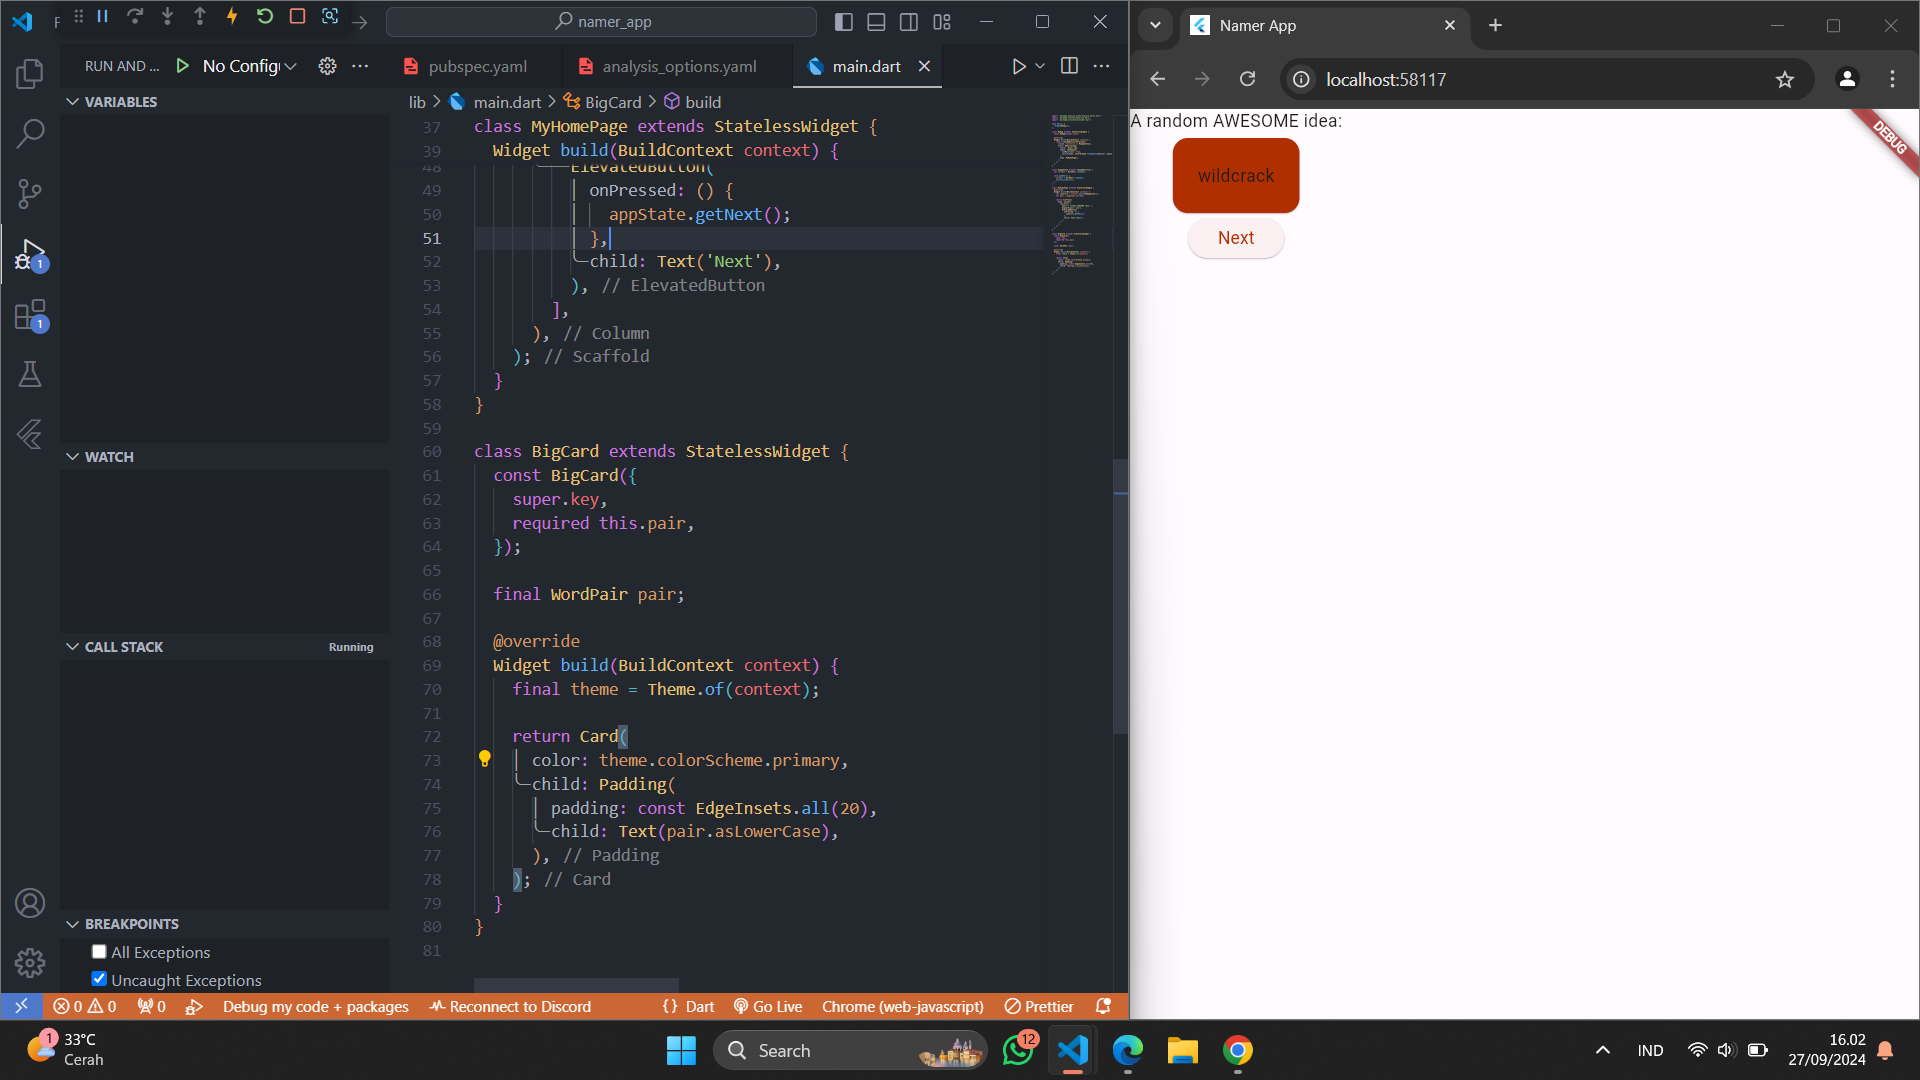 F
namer_app
Namer App
RUN AND ...
No Config
pubspec.yaml
analysis_options.yaml
main.dart
localhost:58117
VARIABLES
lib > main.dart > BigCard > build
37 class MyHomePage extends StatelessWidget {
39 Widget build(BuildContext context) {
48 ElevatedButton(
49 onPressed: () {
50 appState.getNext();
51 },
52 child: Text('Next'),
53 ), // ElevatedButton
54 ],
55 ), // Column
56 ); // Scaffold
57 }
58 }
59
60 class BigCard extends StatelessWidget {
61 const BigCard({
62 super.key,
63 required this.pair,
64 });
65
66 final WordPair pair;
67
68 @override
69 Widget build(BuildContext context) {
70 final theme = Theme.of(context);
71
72 return Card(
73 color: theme.colorScheme.primary,
74 child: Padding(
75 padding: const EdgeInsets.all(20),
76 child: Text(pair.asLowerCase),
77 ), // Padding
78 ); // Card
79 }
80 }
81
A random AWESOME idea:
wildcrack
Next
DEBUG
1
1
WATCH
CALL STACK
Running
BREAKPOINTS
All Exceptions
Uncaught Exceptions
0 0 0 Debug my code + packages Reconnect to Discord {} Dart Go Live Chrome (web-javascript) Prettier
1
33°C
Cerah
Search
12
IND
16.02
27/09/2024